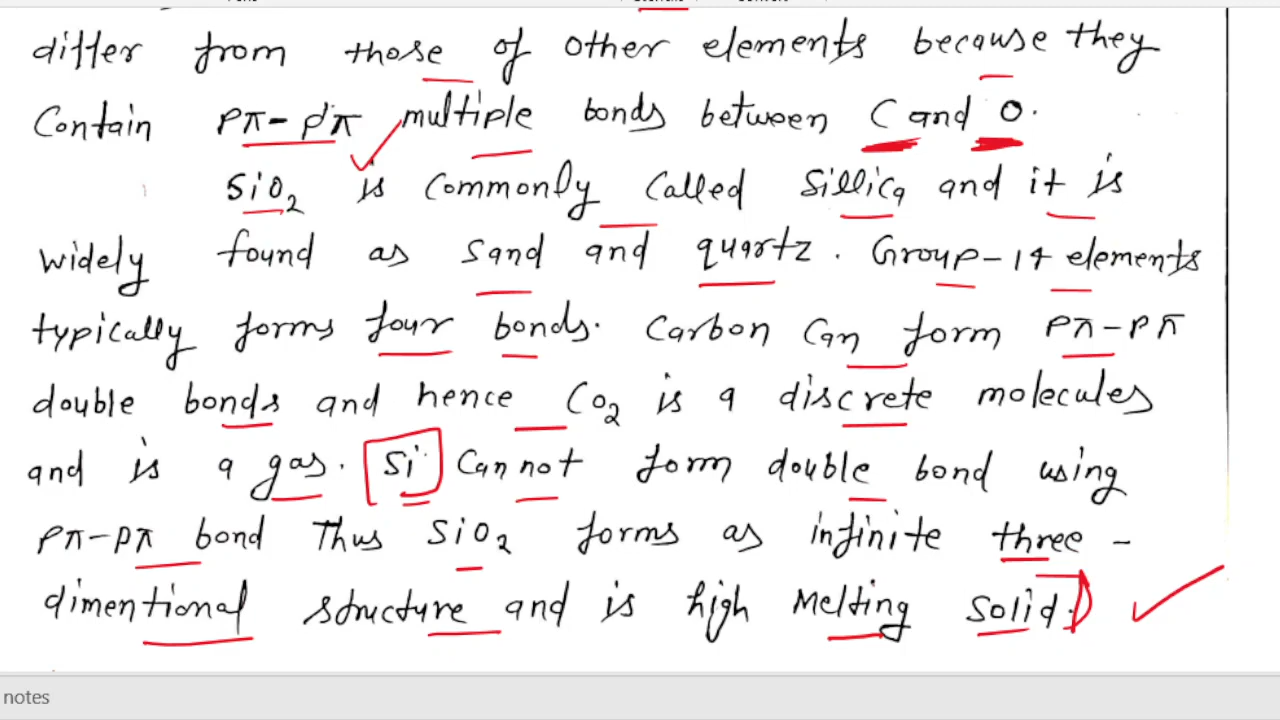 differ from those of other elements because they
Contain pπ-pπ multiple bonds between C and O.
SiO2 is Commonly Called Sillica and it is
widely found as sand and quartz. Group-14 elements
typically forms four bonds. Carbon Can form pπ-pπ
double bonds and hence CO2 is a discrete molecules
and is a gas. Si Cannot form double bond using
pπ-pπ bond Thus SiO2 forms as infinite three-
dimentional structure and is high Melting Solid.
notes